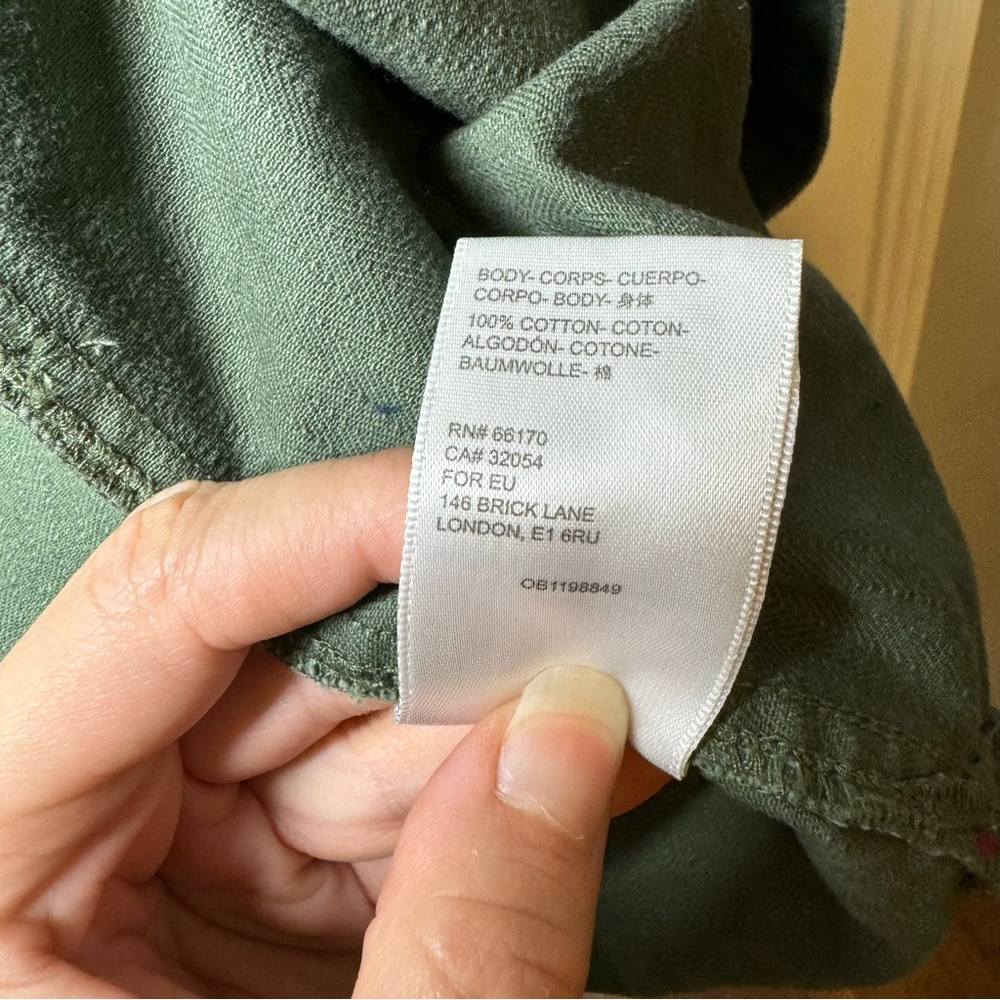 BODY- CORPS- CUERPO-
CORPO- BODY- 身体
100% COTTON- COTON-
ALGODÓN- COTONE-
BAUMWOLLE- 棉
RN# 66170
CA# 32054
FOR EU
146 BRICK LANE
LONDON, E1 6RU
OB1198849